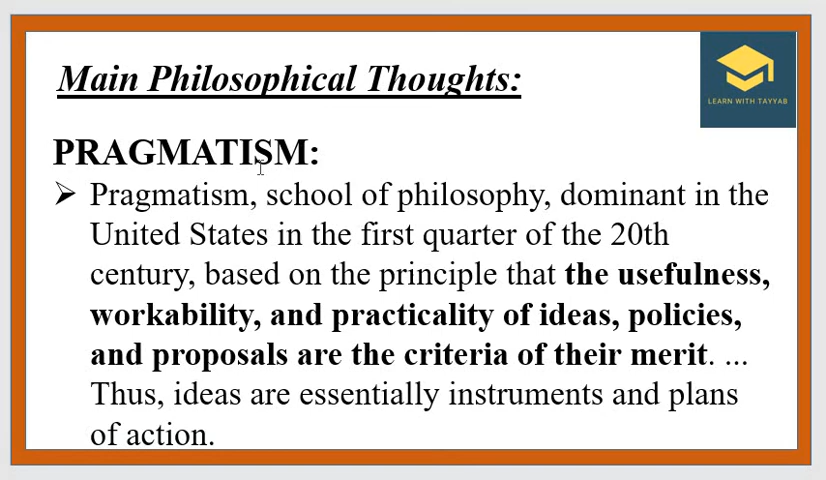 Main Philosophical Thoughts:
LEARN WITH TAYYAB
PRAGMATISM:
➢ Pragmatism, school of philosophy, dominant in the
United States in the first quarter of the 20th
century, based on the principle that the usefulness,
workability, and practicality of ideas, policies,
and proposals are the criteria of their merit. ...
Thus, ideas are essentially instruments and plans
of action.